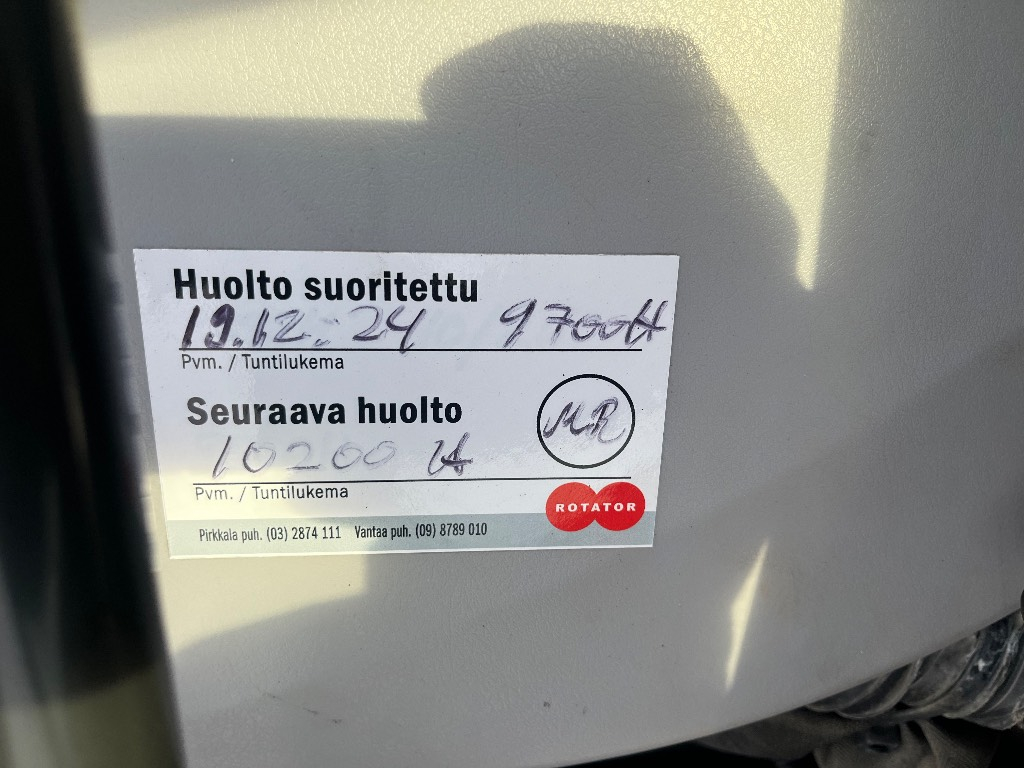 Huolto suoritettu
19.12.24 9700H
Pvm. / Tuntilukema
Seuraava huolto
MR
10200 H
Pvm. / Tuntilukema
ROTATOR
Pirkkala puh. (03) 2874 111 Vantaa puh. (09) 8789 010